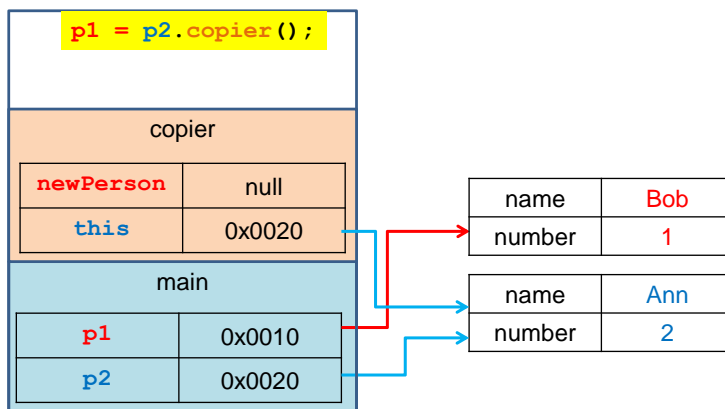 p1 = p2.copier();
copier
newPerson null
this 0x0020
main
p1 0x0010
p2 0x0020
name Bob
number 1
name Ann
number 2